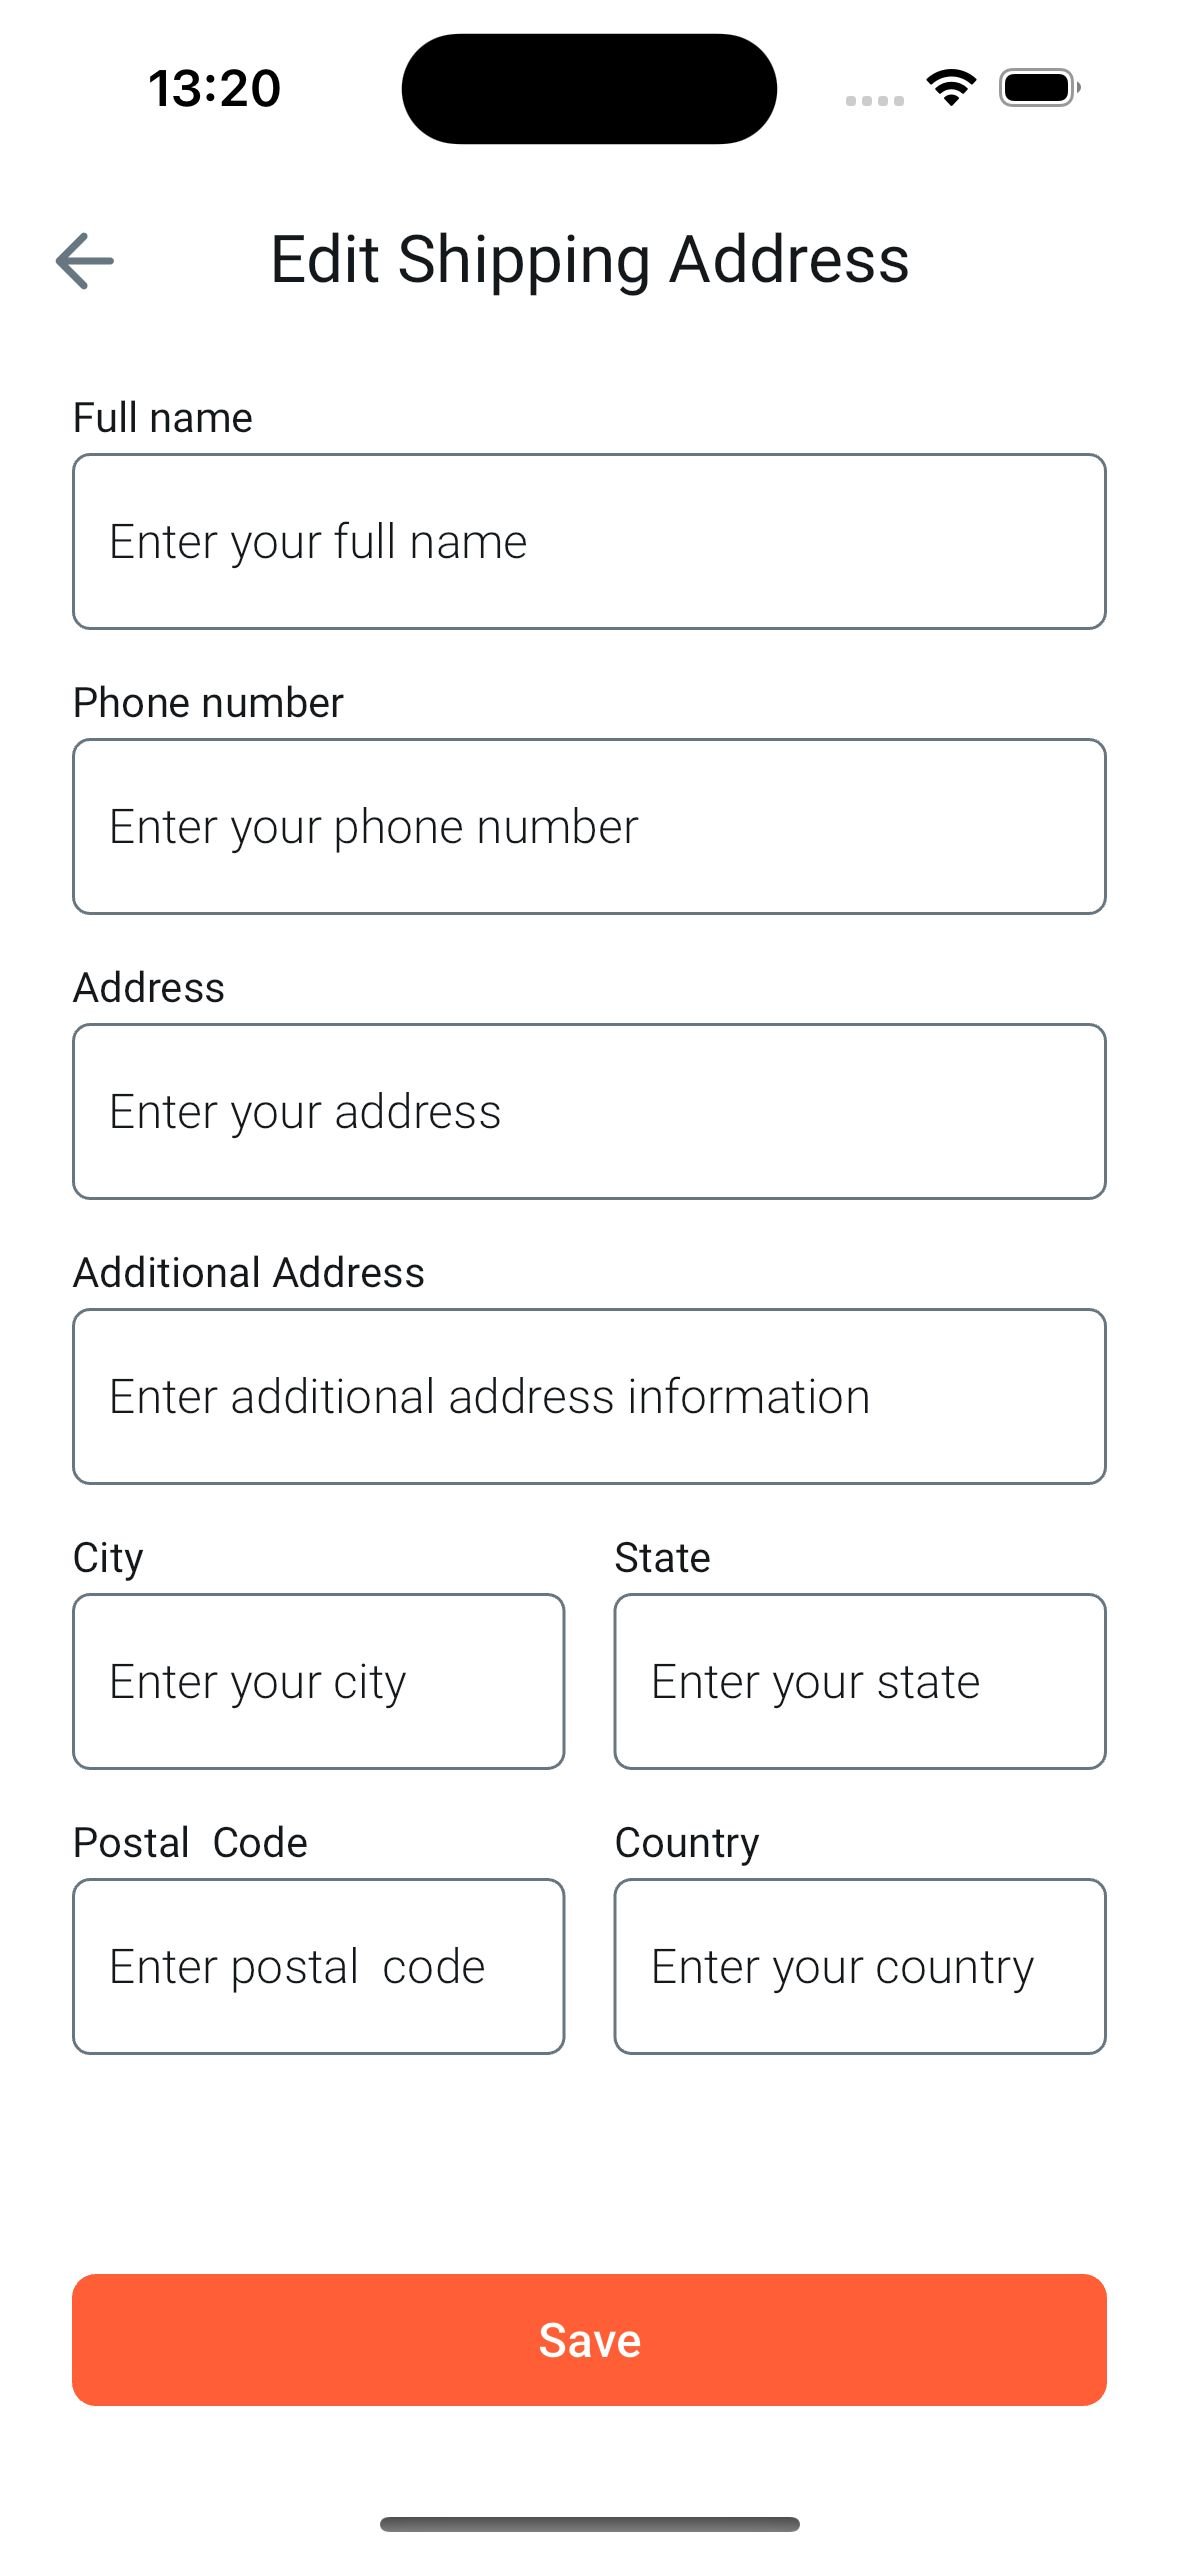 13:20
Edit Shipping Address
Full name
Enter your full name
Phone number
Enter your phone number
Address
Enter your address
Additional Address
Enter additional address information
City
State
Enter your city
Enter your state
Postal  Code
Country
Enter postal  code
Enter your country
Save